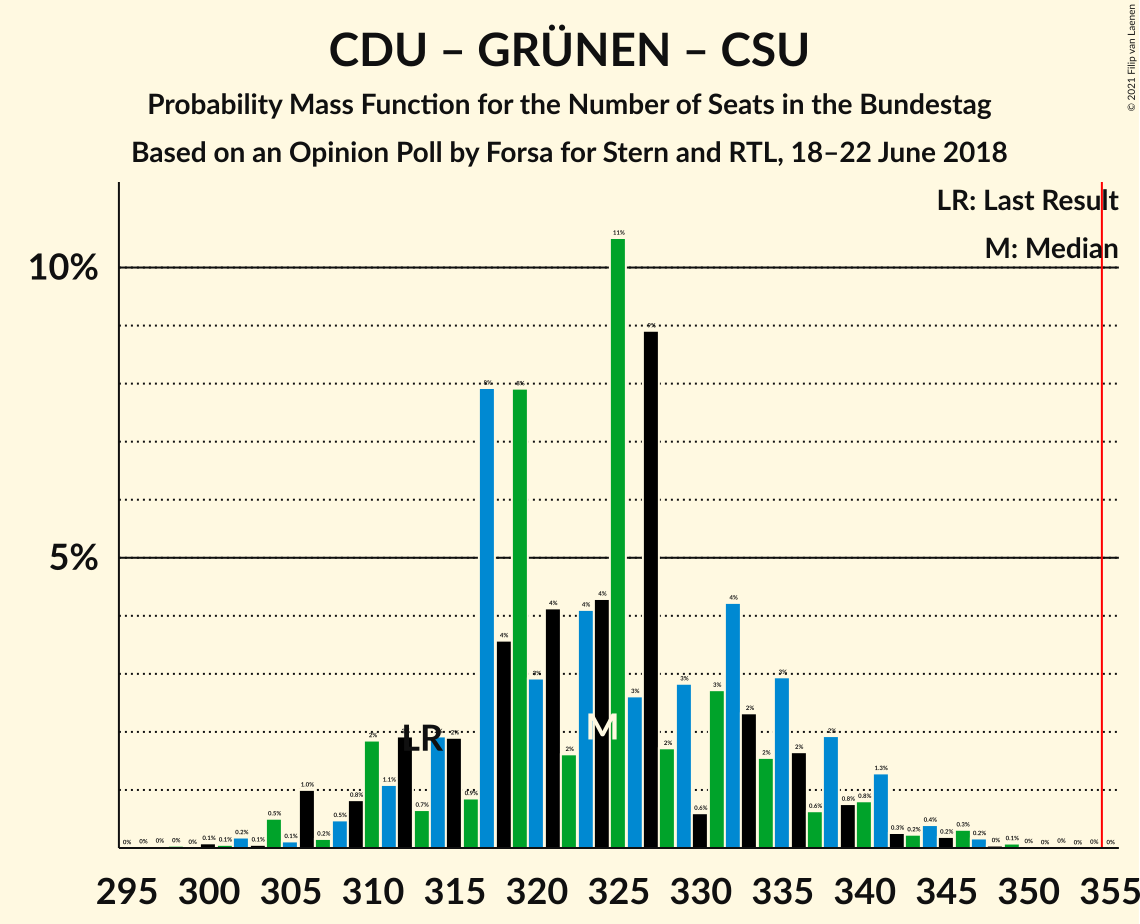 CDU – GRÜNEN – CSU
Probability Mass Function for the Number of Seats in the Bundestag
Based on an Opinion Poll by Forsa for Stern and RTL, 18–22 June 2018
© 2021 Filip van Laenen
LR: Last Result
M: Median
10%
5%
0% 0% 0% 0% 0% 0.1% 0.1% 0.2% 0.1% 0.5% 0.1% 1.0% 0.2% 0.5% 0.8% 2% 1.1% 0.7% 2% 0.9% 8% 4% 8% 3% 4% 2% 4% 4% 11% 3% 9% 2% 3% 0.6% 3% 4% 2% 2% 3% 2% 0.6% 2% 0.8% 0.8% 1.3% 0.3% 0.2% 0.4% 0.2% 0.3% 0.2% 0% 0.1% 0% 0% 0% 0% 0% 0%
LR
M
295 300 305 310 315 320 325 330 335 340 345 350 355